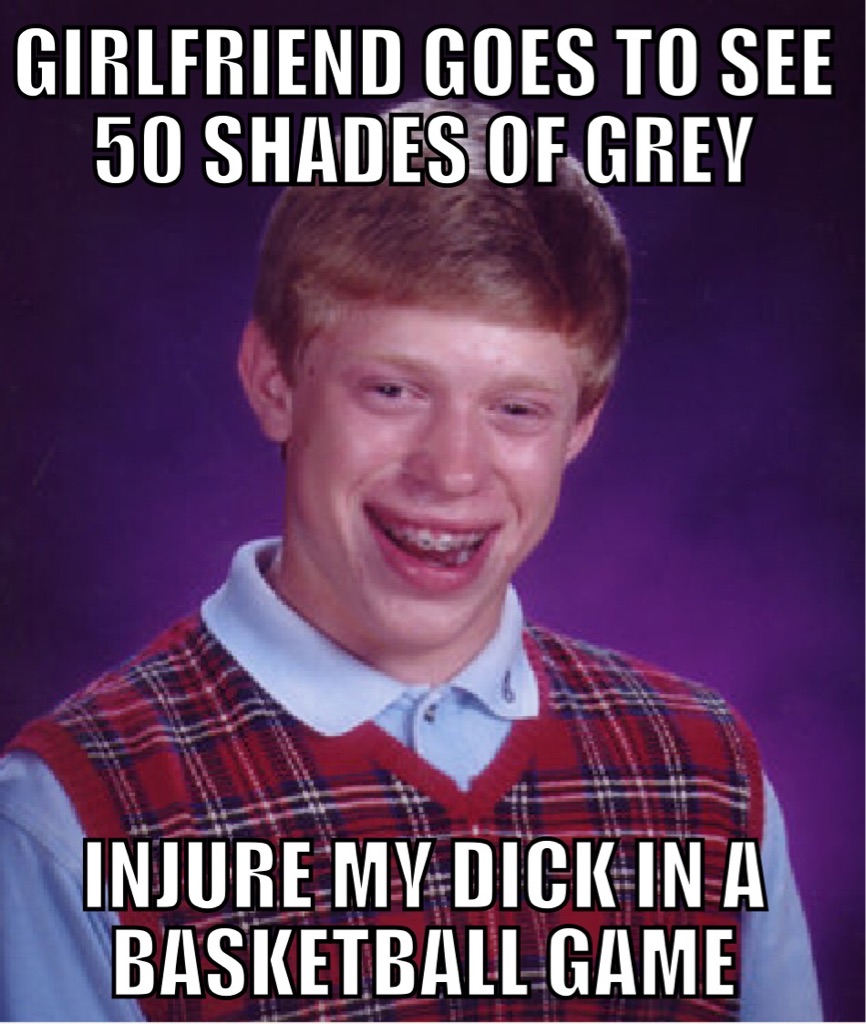 GIRLFRIEND GOES TO SEE
50 SHADES OF GREY
INJURE MY DICK IN A
BASKETBALL GAME